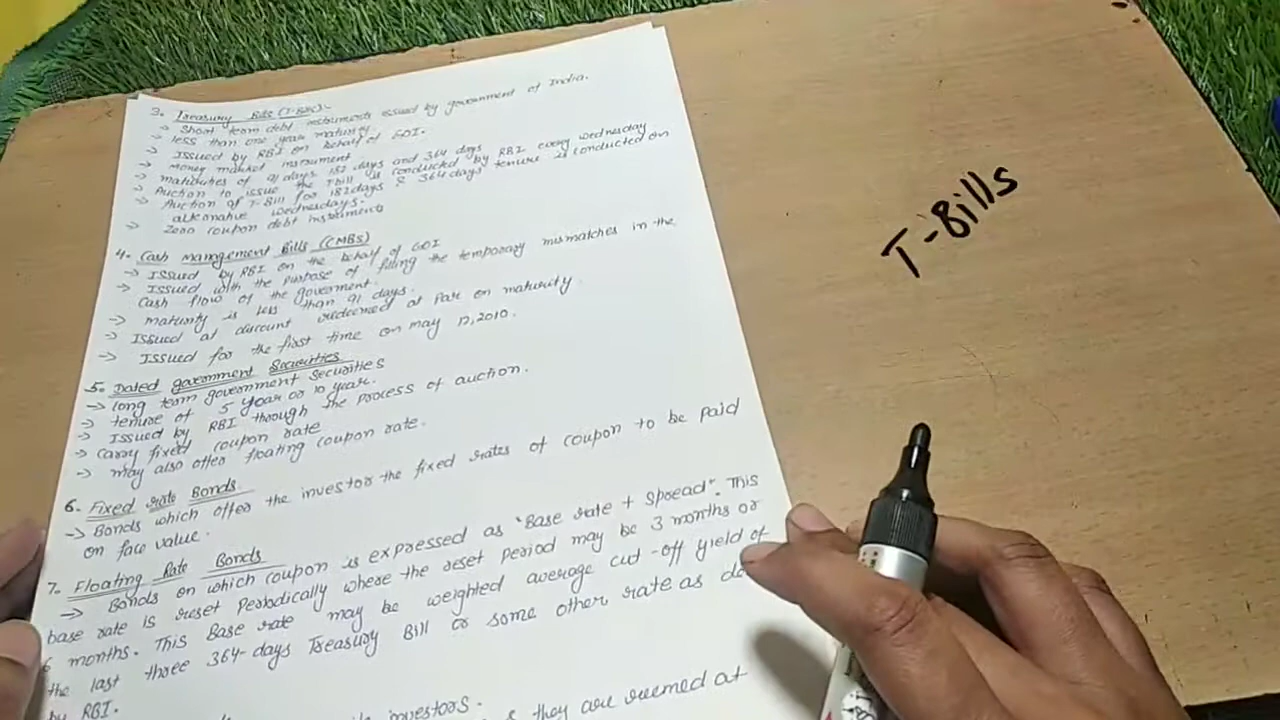 3. Treasury Bills (T-Bills)-
→ Short term debt instruments issued by government of India.
→ less than one year maturity
→ Issued by RBI on behalf of GOI.
→ Money market instrument
→ maturities of 91 days 182 days and 364 days
→ Auction to issue the Tbill is conducted by RBI every wednesday
→ Auction of T-Bill for 182days & 364 days tenure is conducted on
alternative wednesdays.
→ Zero coupon debt instruments
4. Cash management Bills (CMBs)
→ Issued by RBI on the behalf of GOI
→ Issued with the purpose of filling the temporary mismatches in the
Cash flow of the goverment.
→ maturity is less than 91 days.
→ Issued at discount redeemed at Par on maturity
→ Issued for the first time on may 12, 2010.
5. Dated government Securities
→ long term government securities
→ tenure of 5 year or 10 year.
→ Issued by RBI through the process of auction.
→ Carry fixed coupon rate
→ may also offer floating coupon rate.
6. Fixed rate Bonds.
→ Bonds which offer the investor the fixed rates of coupon to be paid
on face value.
7. Floating Rate Bonds
→ Bonds on which coupon is expressed as "Base rate + Spread". This
base rate is reset Periodically where the reset period may be 3 months or
6 months. This Base rate may be weighted average cut-off yield of
the last three 364-days Treasury Bill or some other rate as
by RBI.
investors.
they are at
T-Bills